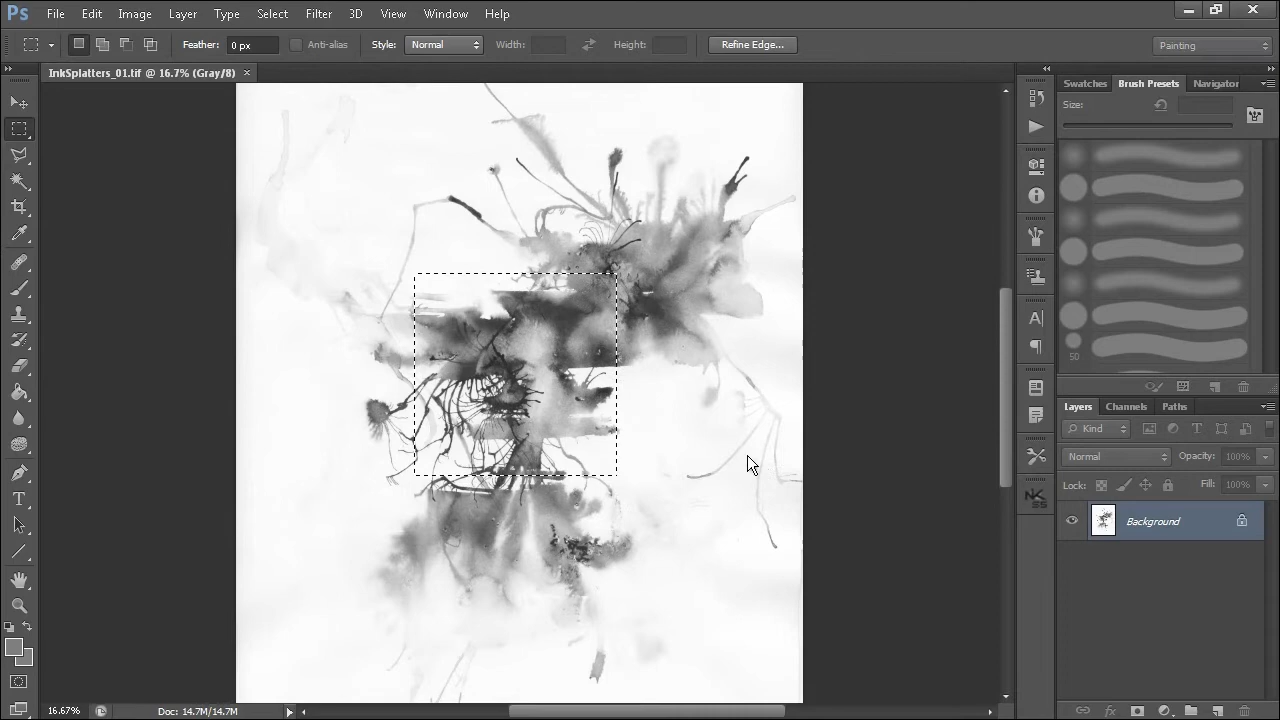 Ps File Edit Image Layer Type Select Filter 3D View Window Help
Feather: 0 px Anti-alias Style: Normal Width: Height: Refine Edge... Painting
InkSplatters_01.tif @ 16.7% (Gray/8) ×
Swatches Brush Presets Navigator
Size:
50
Layers Channels Paths
Kind
Normal Opacity: 100%
Lock: Fill: 100%
Background
16.67% Doc: 14.7M/14.7M